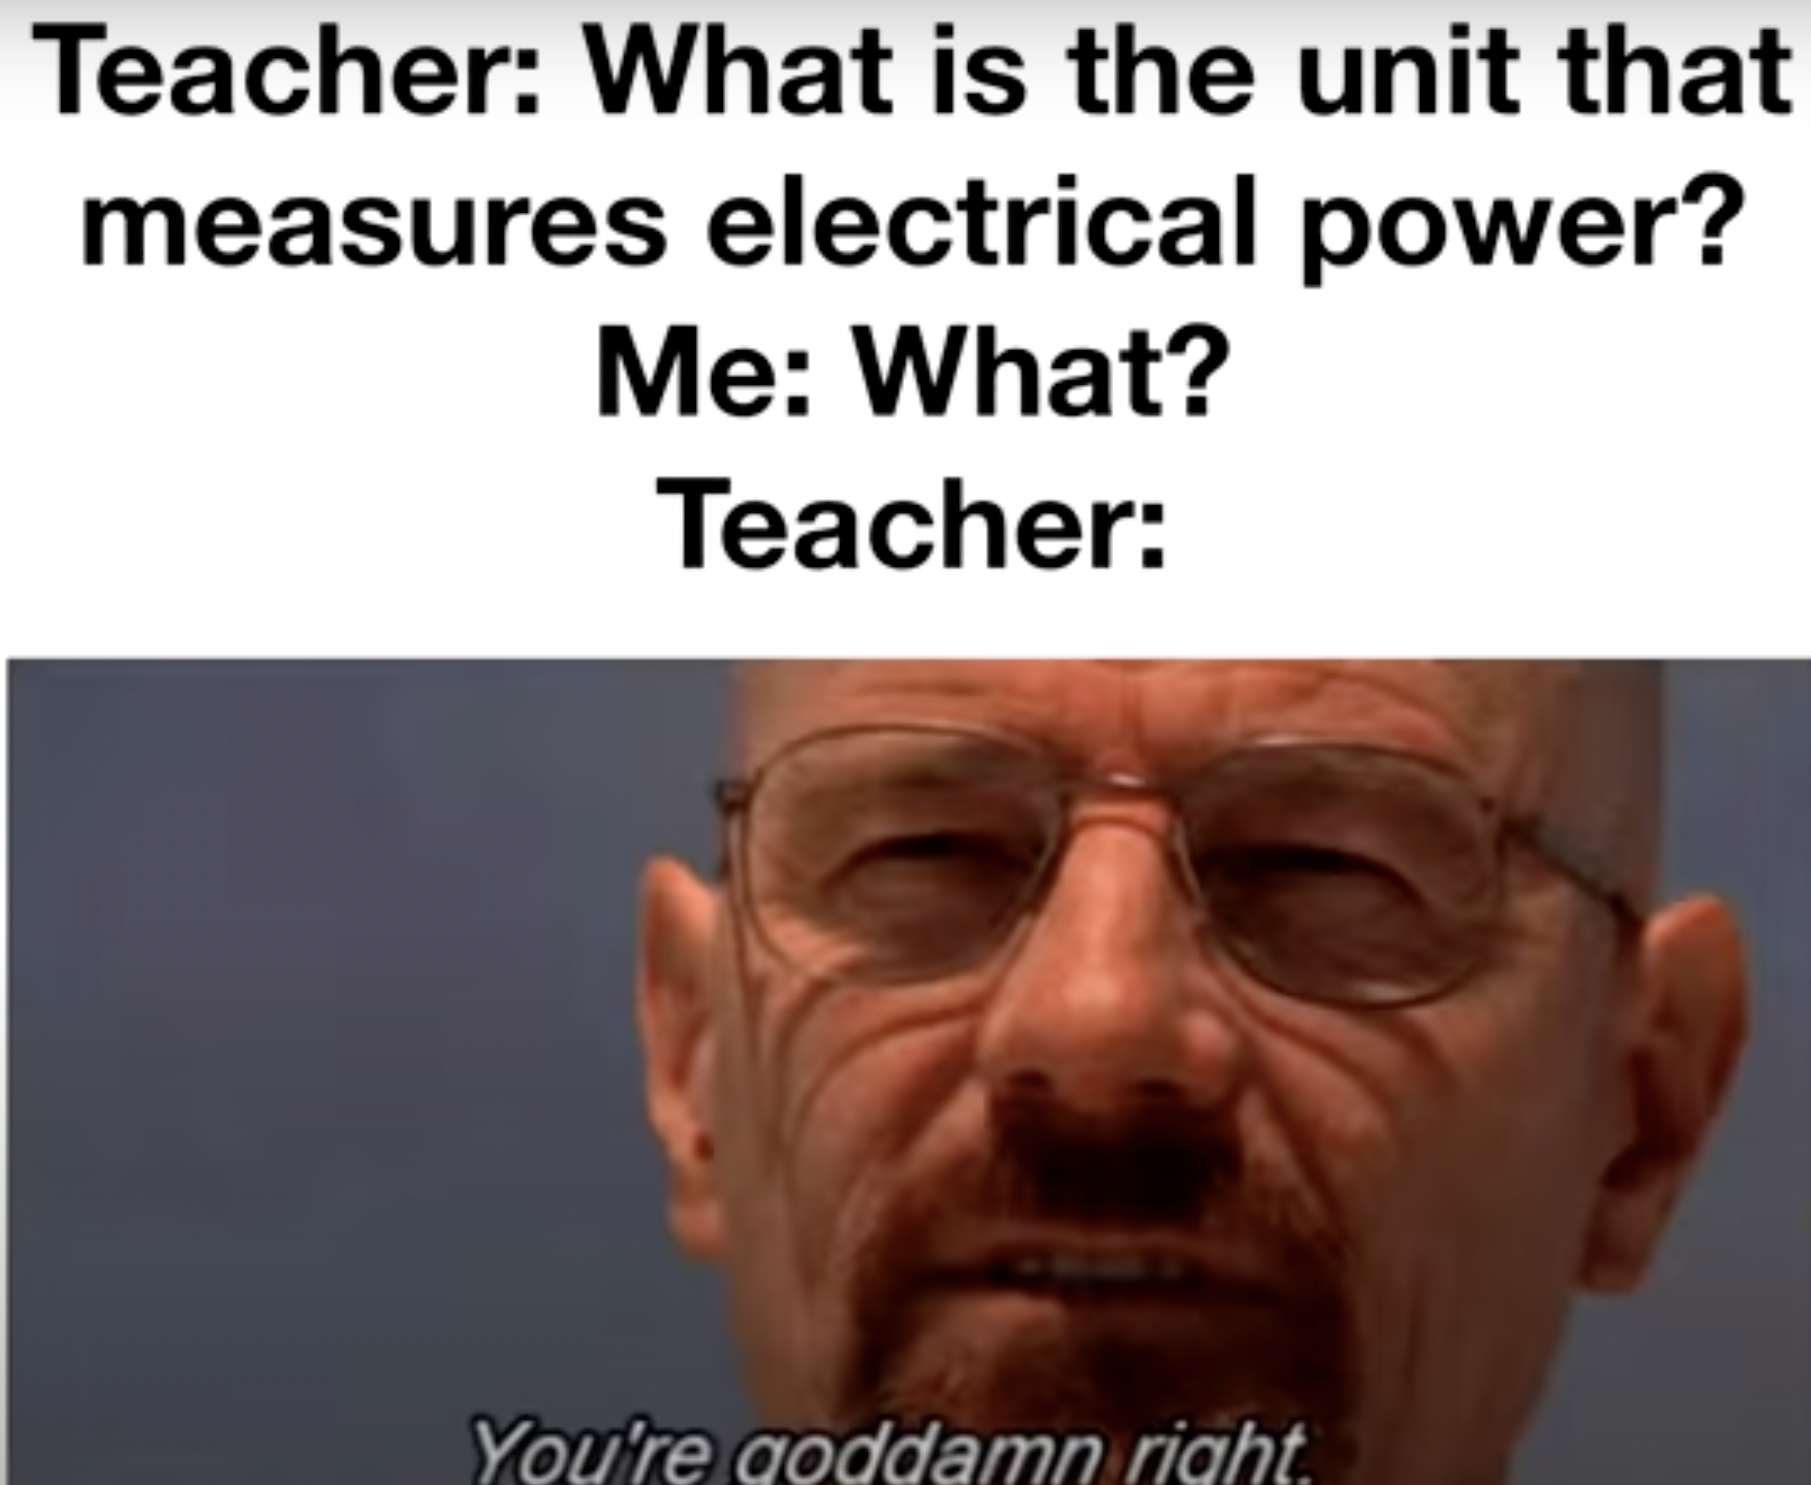 Teacher: What is the unit that
measures electrical power?
Me: What?
Teacher:
You're goddamn right.